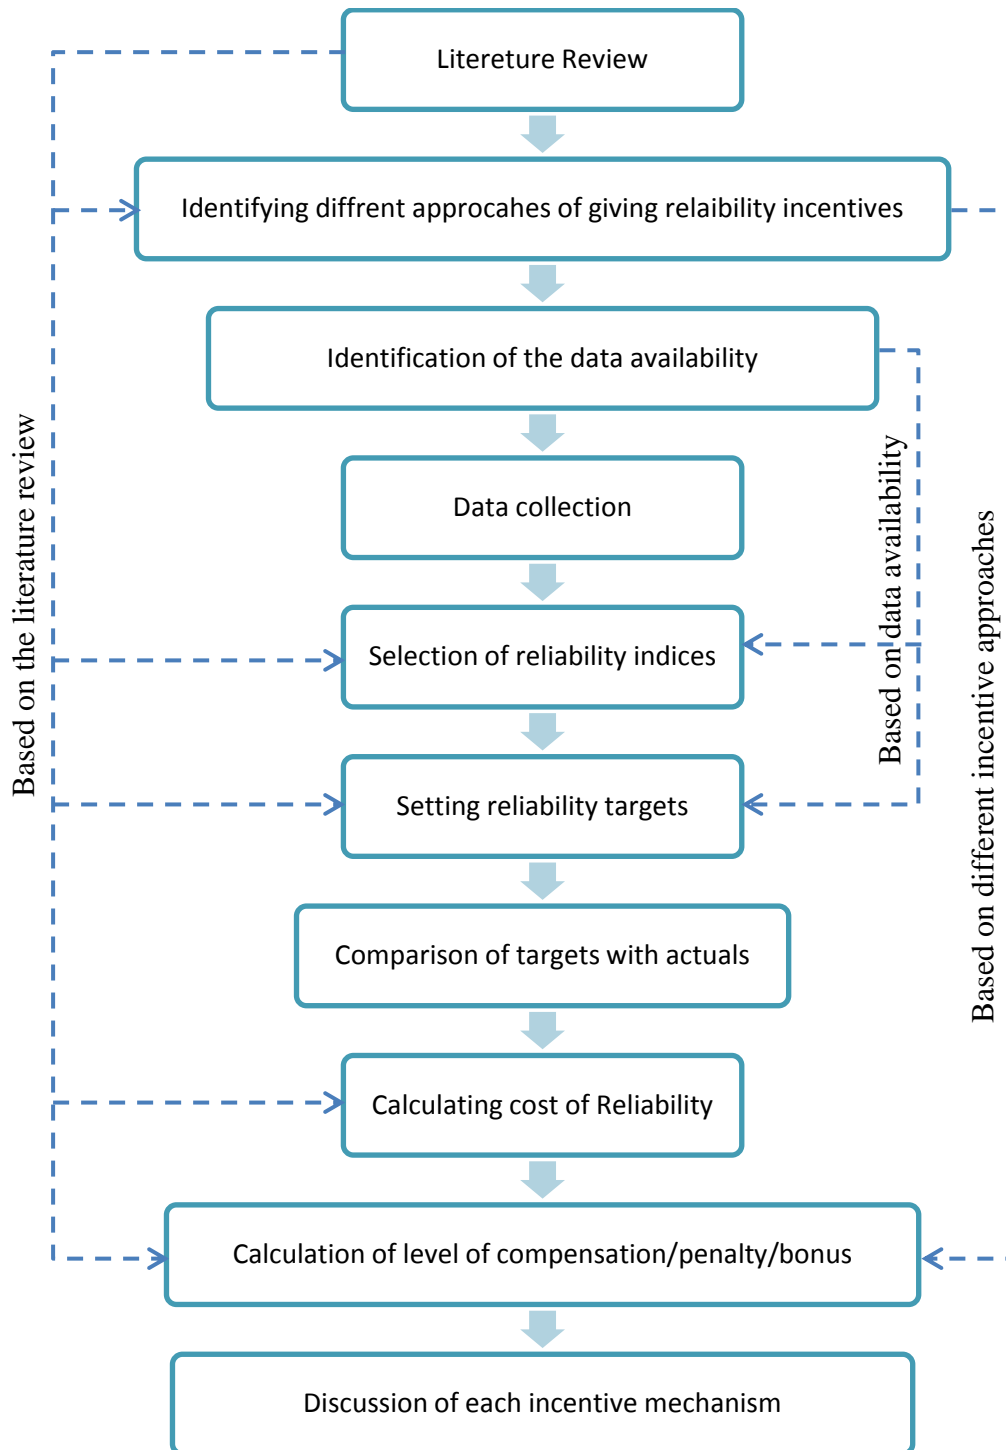 Litereture Review
Identifying diffrent approcahes of giving relaibility incentives
Identification of the data availability
Data collection
Selection of reliability indices
Setting reliability targets
Comparison of targets with actuals
Calculating cost of Reliability
Calculation of level of compensation/penalty/bonus
Discussion of each incentive mechanism
Based on the literature review
Based on data availability
Based on different incentive approaches